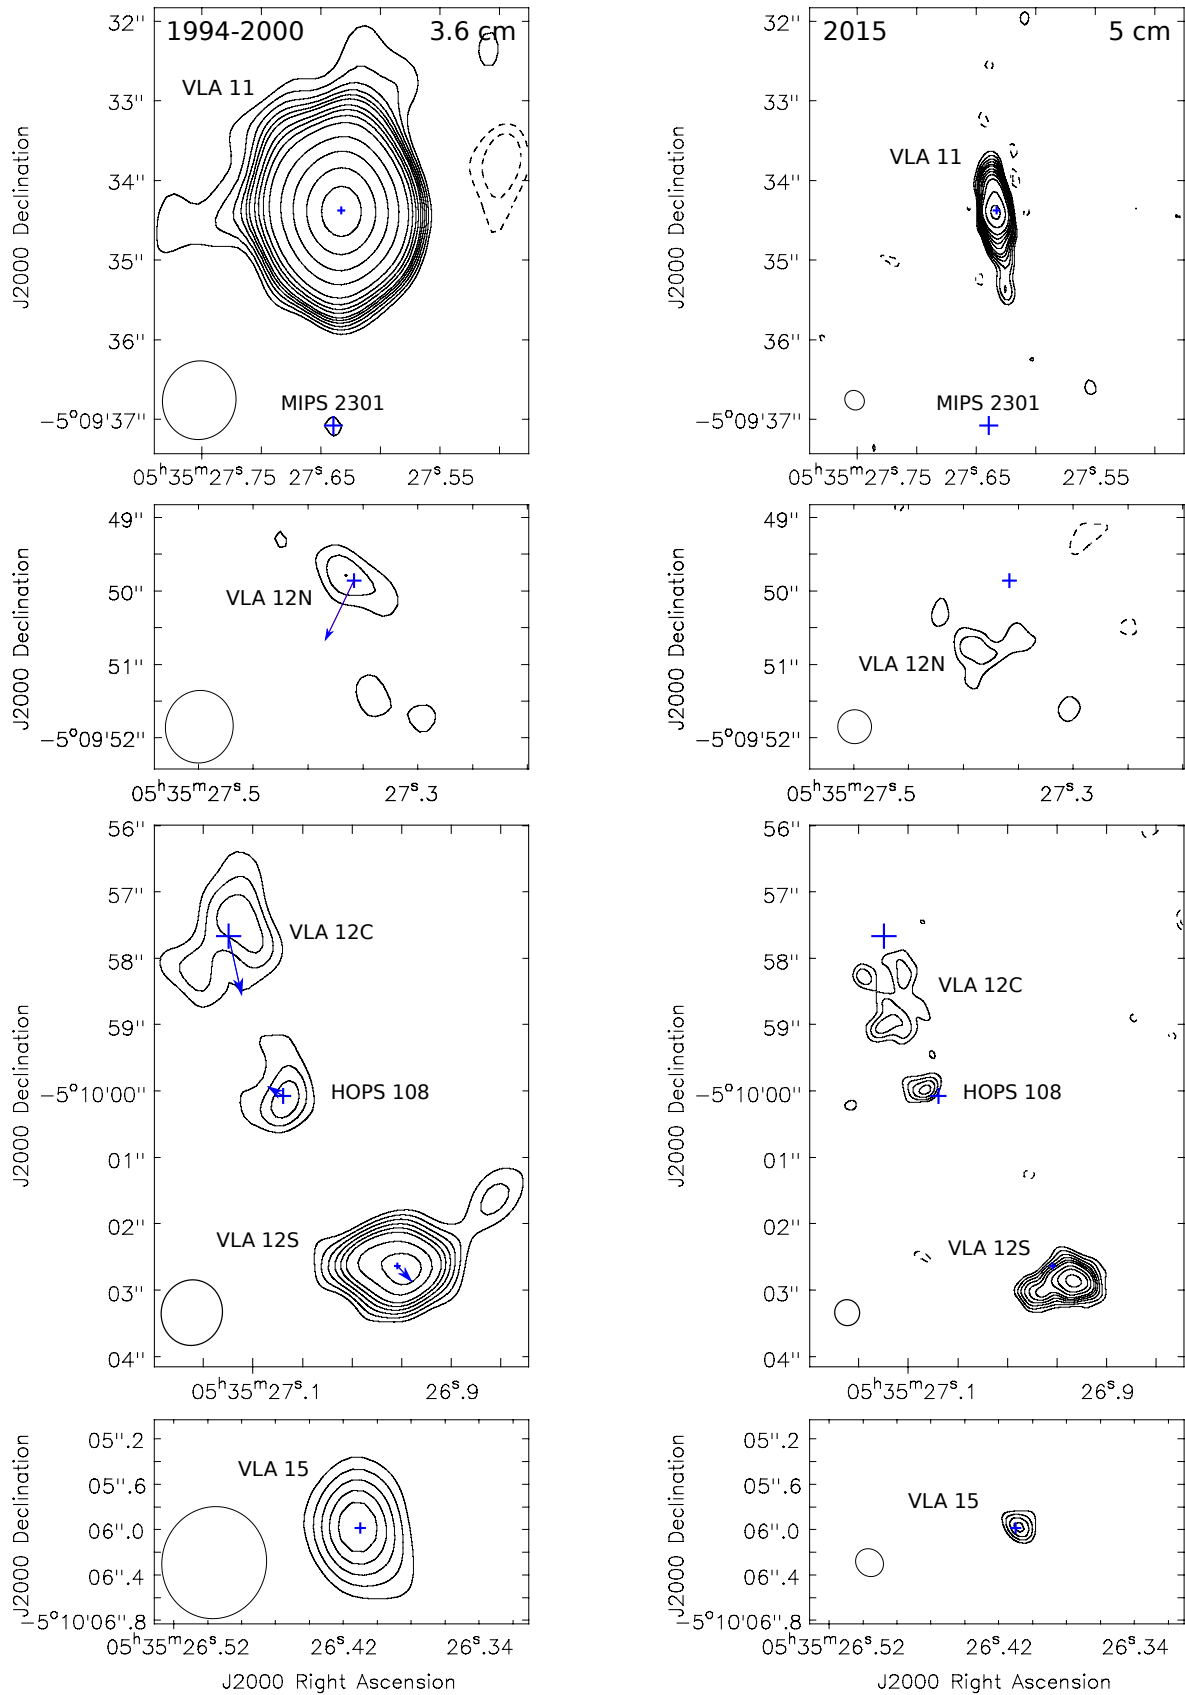 1994-2000 3.6 cm
VLA 11
32"
33"
34"
35"
36"
−5°09'37"
MIPS 2301
J2000 Declination
05ʰ35ᵐ27ˢ.75 27ˢ.65 27ˢ.55
2015 5 cm
VLA 11
32"
33"
34"
35"
36"
−5°09'37"
MIPS 2301
J2000 Declination
05ʰ35ᵐ27ˢ.75 27ˢ.65 27ˢ.55
49"
50"
51"
−5°09'52"
VLA 12N
J2000 Declination
05ʰ35ᵐ27ˢ.5 27ˢ.3
49"
50"
51"
−5°09'52"
VLA 12N
J2000 Declination
05ʰ35ᵐ27ˢ.5 27ˢ.3
56"
57"
58"
59"
−5°10'00"
01"
02"
03"
04"
VLA 12C
HOPS 108
VLA 12S
J2000 Declination
05ʰ35ᵐ27ˢ.1 26ˢ.9
56"
57"
58"
59"
−5°10'00"
01"
02"
03"
04"
VLA 12C
HOPS 108
VLA 12S
J2000 Declination
05ʰ35ᵐ27ˢ.1 26ˢ.9
05".2
05".6
06".0
06".4
−5°10'06".8
VLA 15
J2000 Declination
05ʰ35ᵐ26ˢ.52 26ˢ.42 26ˢ.34
J2000 Right Ascension
05".2
05".6
06".0
06".4
−5°10'06".8
VLA 15
J2000 Declination
05ʰ35ᵐ26ˢ.52 26ˢ.42 26ˢ.34
J2000 Right Ascension